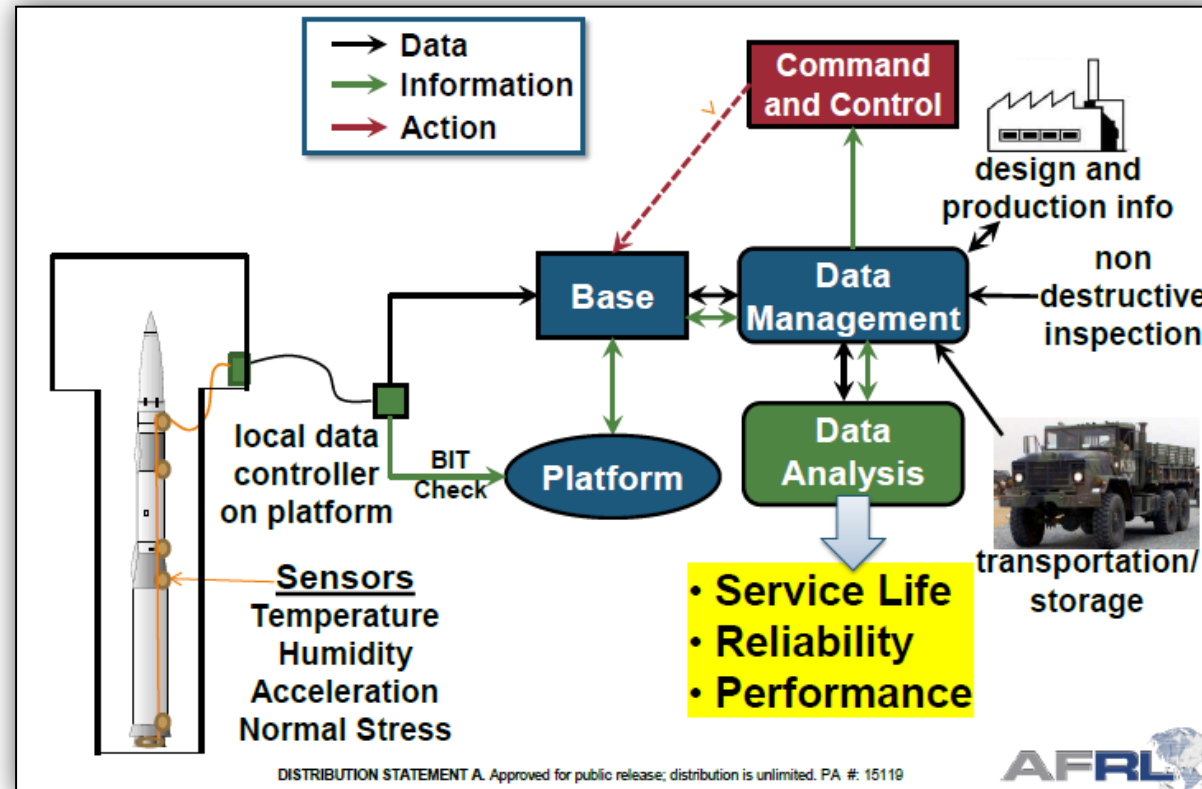 Data
Information
Action
Command
and Control
design and
production info
non
destructive
inspection
Base
Data
Management
local data
controller
on platform
BIT
Check
Platform
Data
Analysis
transportation/
storage
Sensors
Temperature
Humidity
Acceleration
Normal Stress
• Service Life
• Reliability
• Performance
DISTRIBUTION STATEMENT A. Approved for public release; distribution is unlimited. PA #: 15119
AFRL